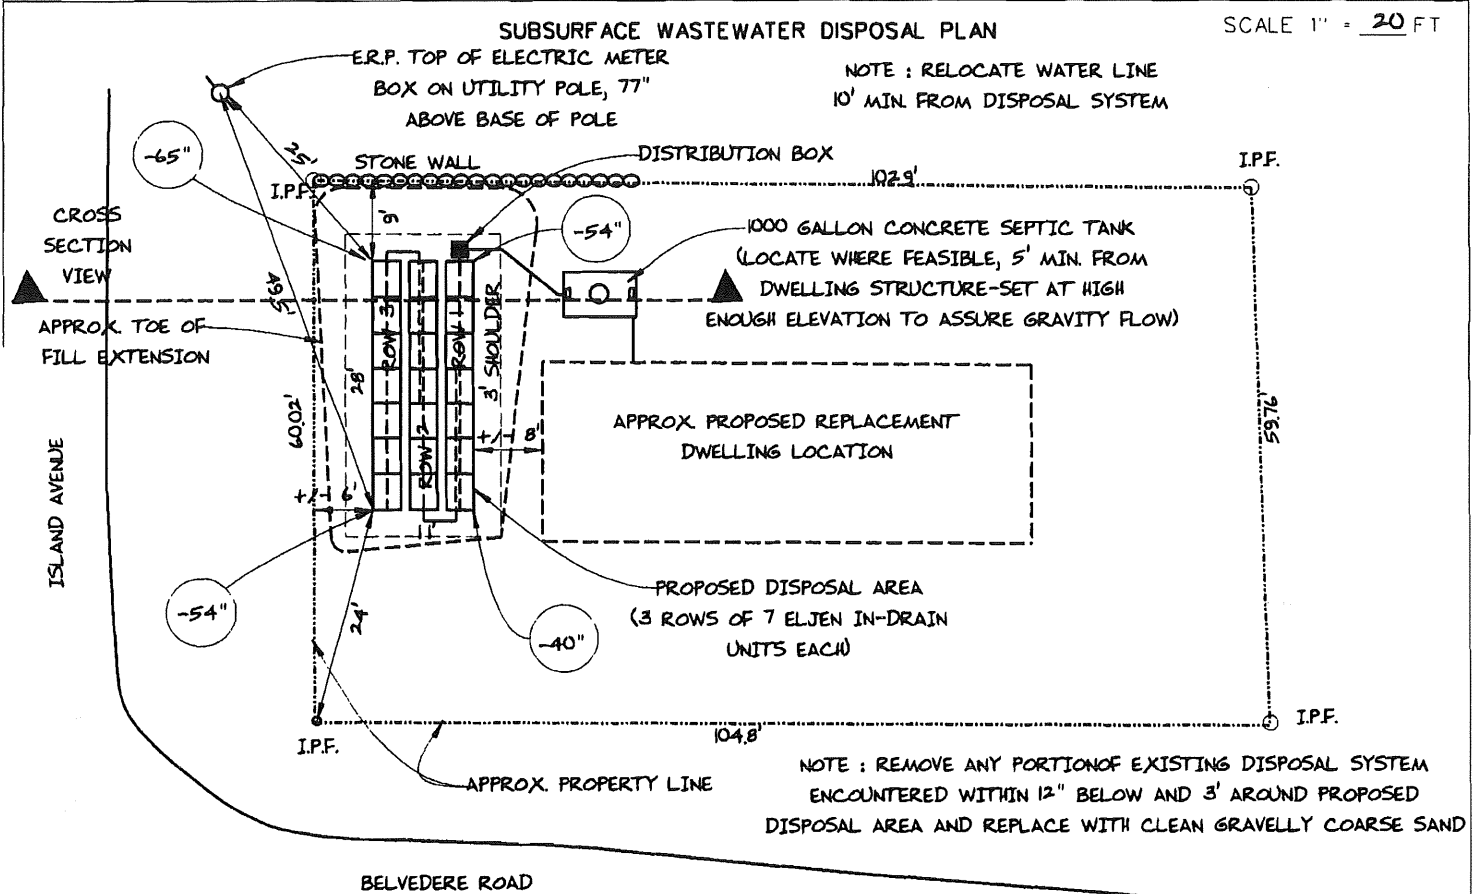 SUBSURFACE WASTEWATER DISPOSAL PLAN
SCALE 1" = 20 FT
E.R.P. TOP OF ELECTRIC METER
BOX ON UTILITY POLE, 77"
ABOVE BASE OF POLE
NOTE : RELOCATE WATER LINE
10' MIN. FROM DISPOSAL SYSTEM
-65"
25'
STONE WALL
DISTRIBUTION BOX
I.P.F.
102.9'
I.P.F.
CROSS
SECTION
VIEW
9'
-54"
1000 GALLON CONCRETE SEPTIC TANK
(LOCATE WHERE FEASIBLE, 5' MIN. FROM
DWELLING STRUCTURE-SET AT HIGH
ENOUGH ELEVATION TO ASSURE GRAVITY FLOW)
49.5'
APPROX. TOE OF
FILL EXTENSION
ROW 3
ROW 1
3' SHOULDER
28'
60.02'
ROW 2
+/- 8'
APPROX. PROPOSED REPLACEMENT
DWELLING LOCATION
59.76'
ISLAND AVENUE
+/- 6'
1'
PROPOSED DISPOSAL AREA
(3 ROWS OF 7 ELJEN IN-DRAIN
UNITS EACH)
-54"
24'
-40"
I.P.F.
104.8'
I.P.F.
APPROX. PROPERTY LINE
NOTE : REMOVE ANY PORTIONOF EXISTING DISPOSAL SYSTEM
ENCOUNTERED WITHIN 12" BELOW AND 3' AROUND PROPOSED
DISPOSAL AREA AND REPLACE WITH CLEAN GRAVELLY COARSE SAND
BELVEDERE ROAD